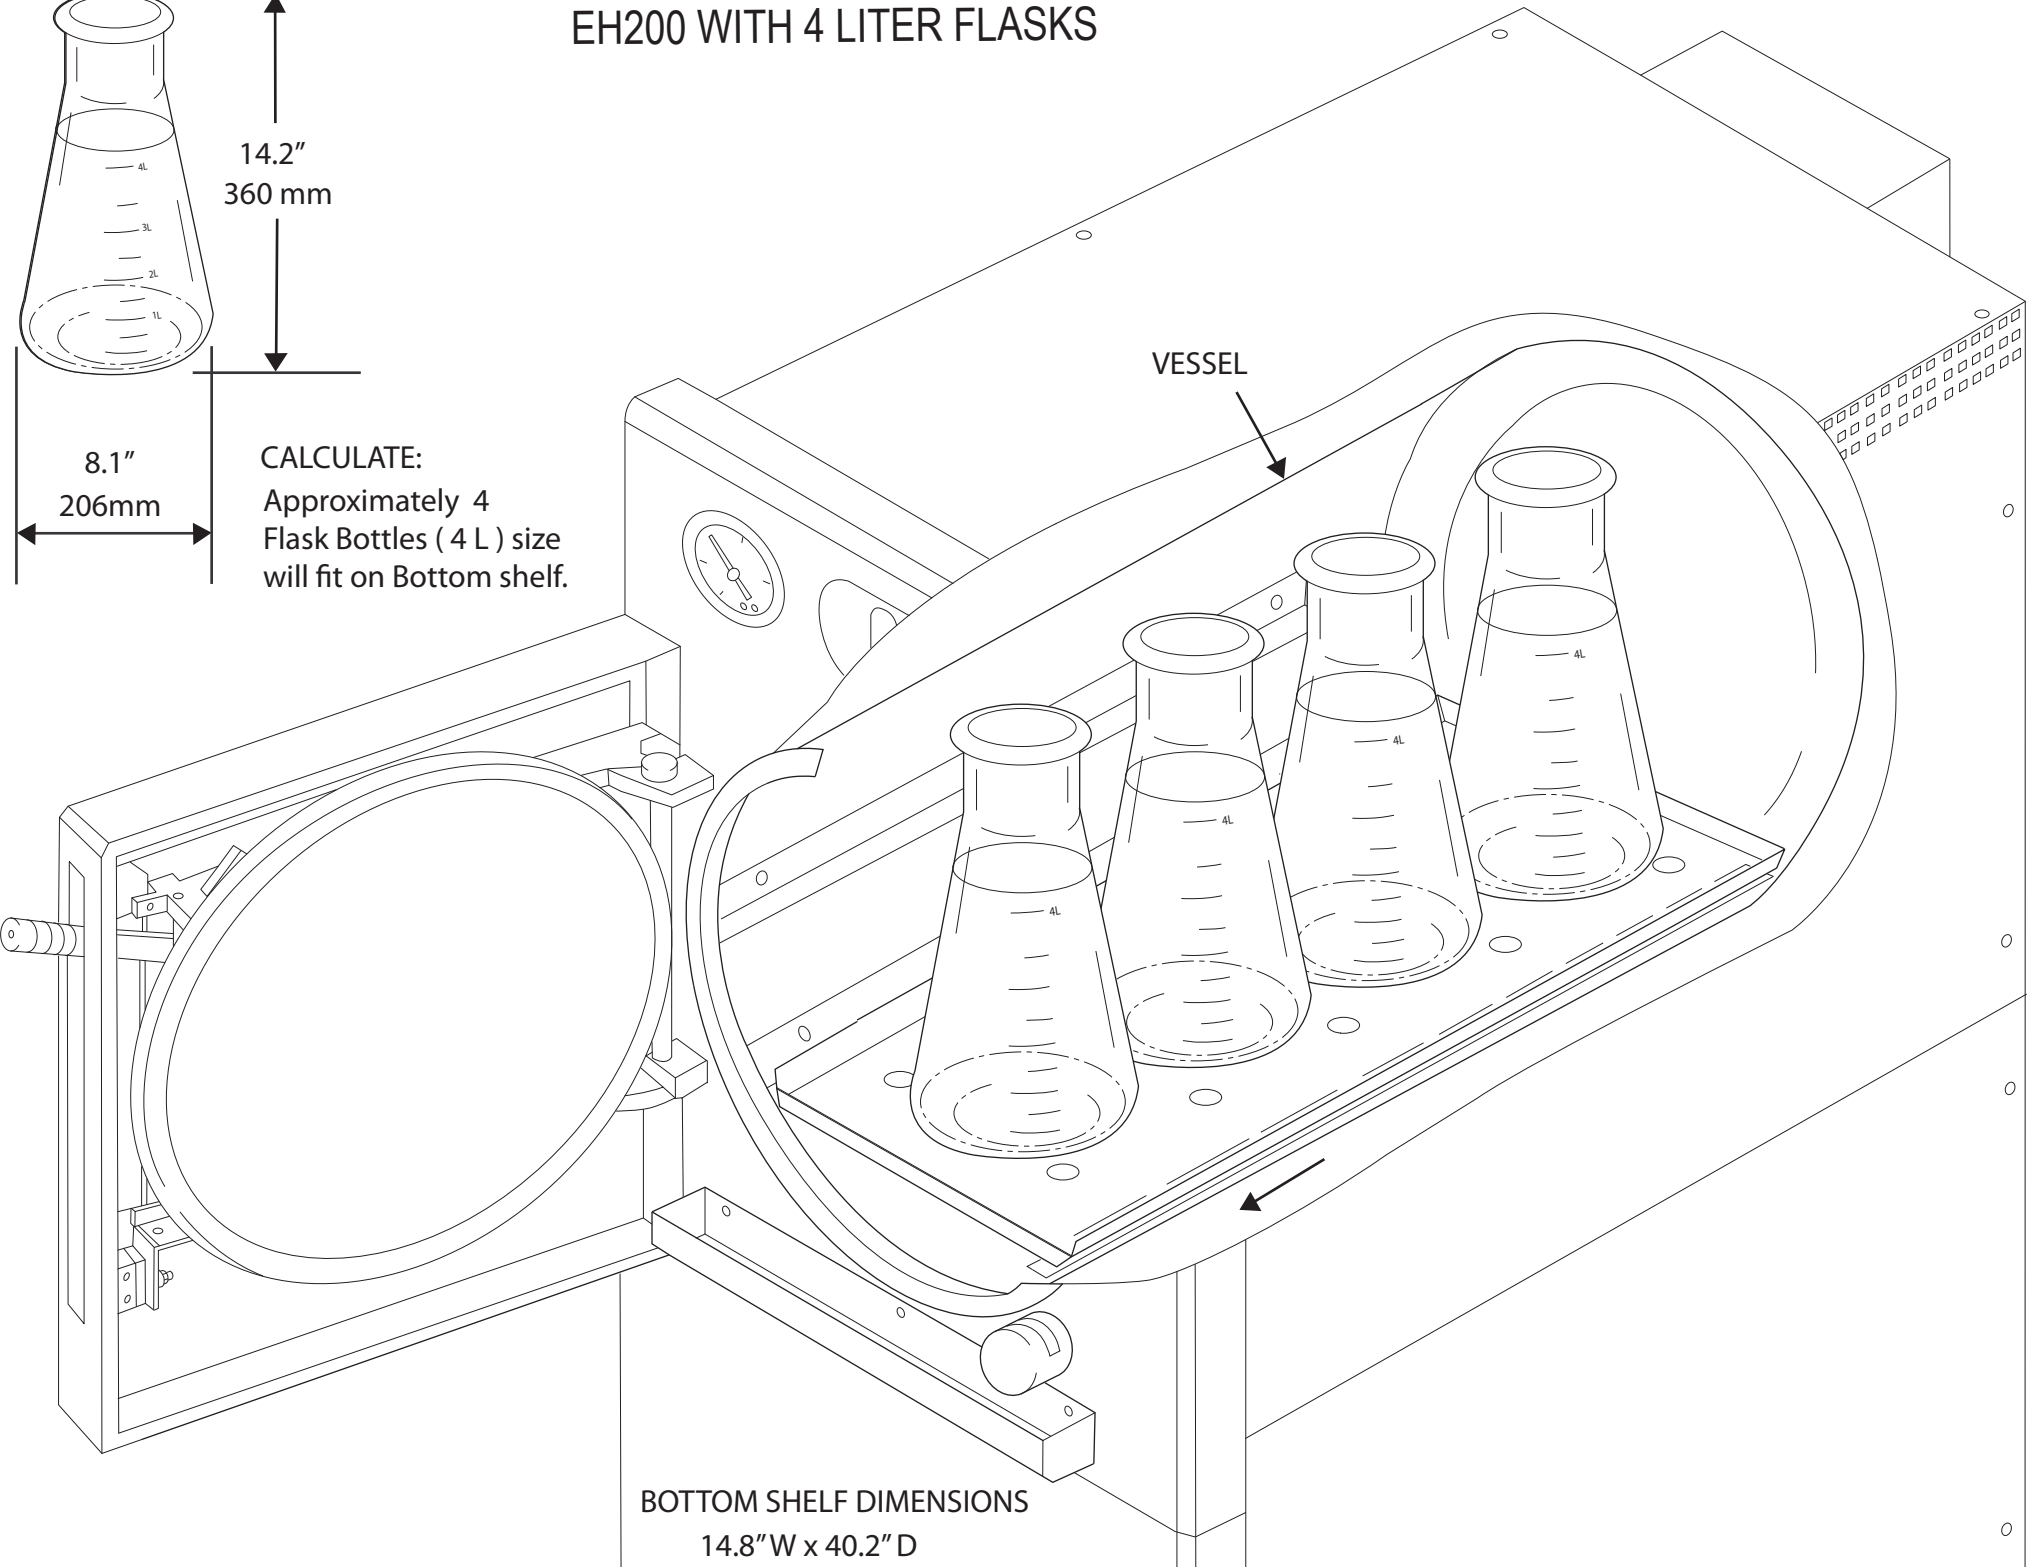 EH200 WITH 4 LITER FLASKS
14.2″
360 mm
4L
3L
2L
1L
8.1″
206mm
CALCULATE:
Approximately 4
Flask Bottles ( 4 L ) size
will fit on Bottom shelf.
VESSEL
4L
4L
4L
4L
BOTTOM SHELF DIMENSIONS
14.8″ W x 40.2″ D